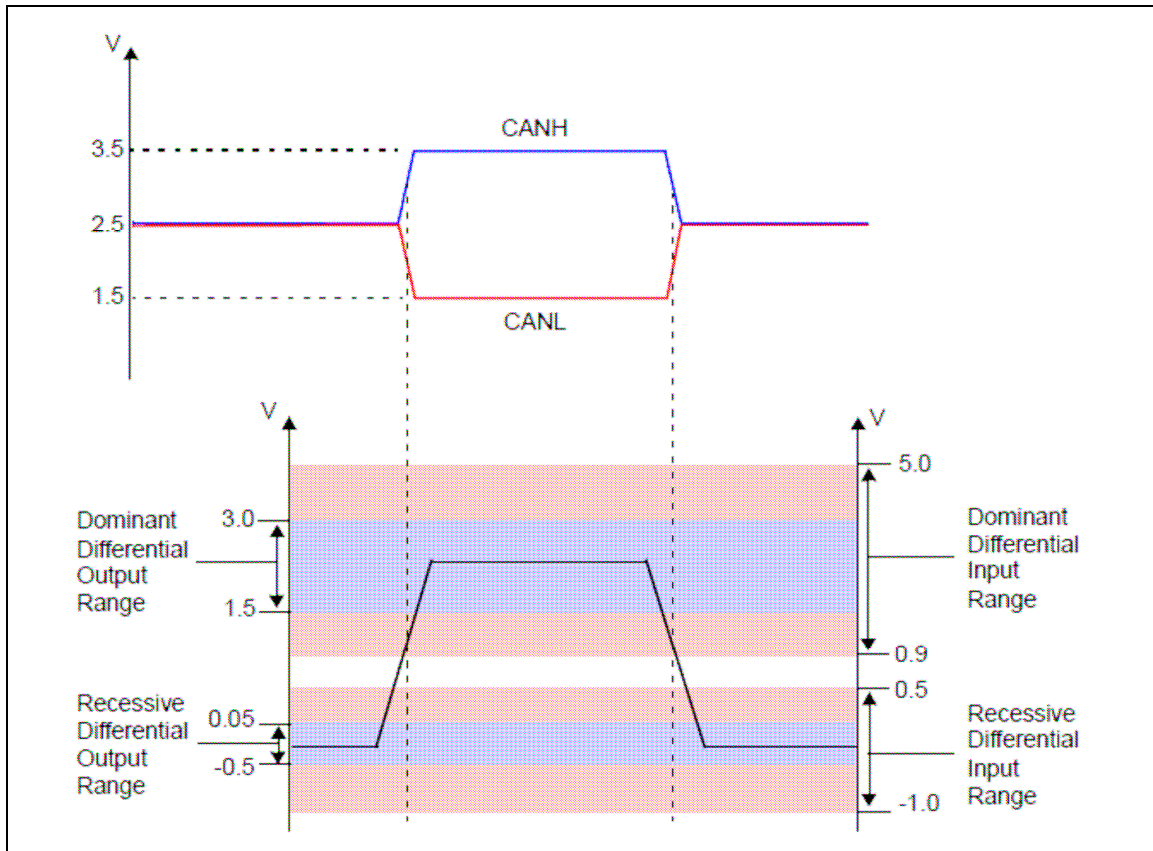 V
CANH
3.5
2.5
1.5
CANL
V
V
5.0
Dominant
Differential
Output
Range
3.0
1.5
Dominant
Differential
Input
Range
0.9
0.5
Recessive
Differential
Output
Range
0.05
-0.5
Recessive
Differential
Input
Range
-1.0